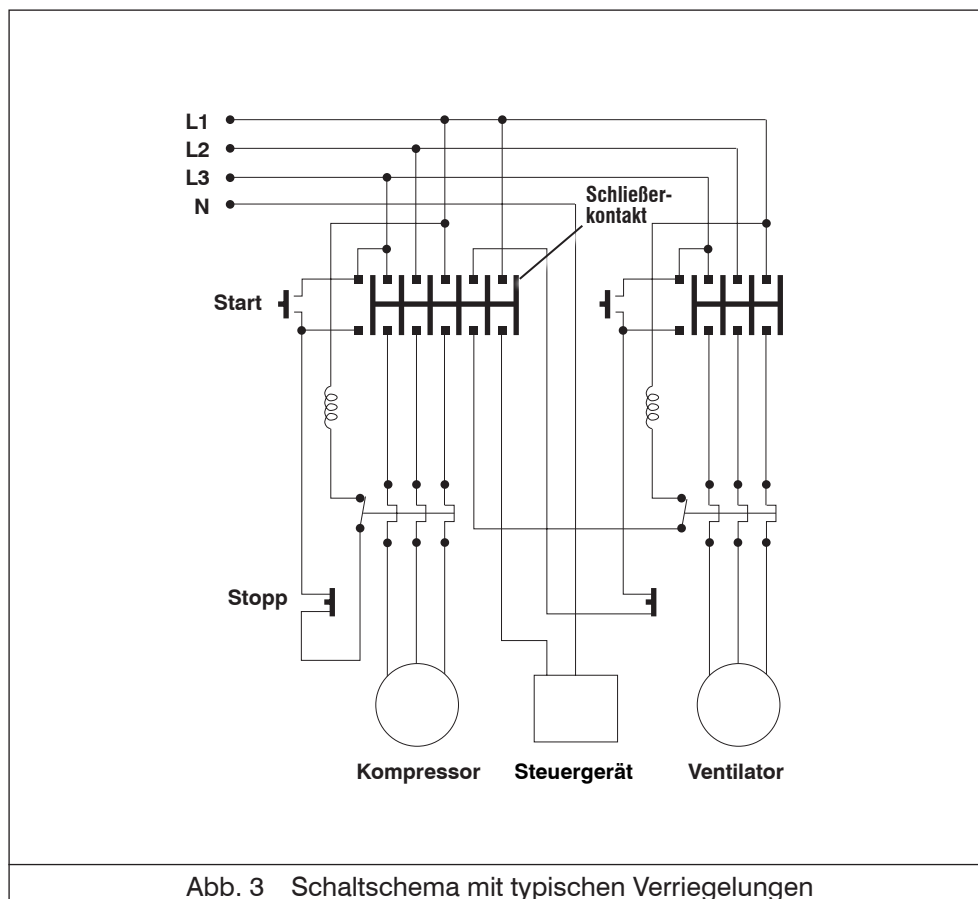 L1
L2
L3
N
Schließer-
kontakt
Start
Stopp
Kompressor Steuergerät Ventilator
Abb. 3 Schaltschema mit typischen Verriegelungen